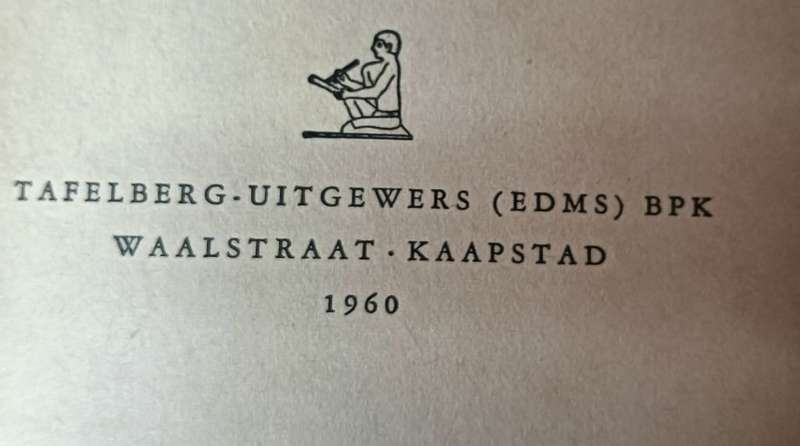 TAFELBERG-UITGEWERS (EDMS) BPK
WAALSTRAAT · KAAPSTAD
1960